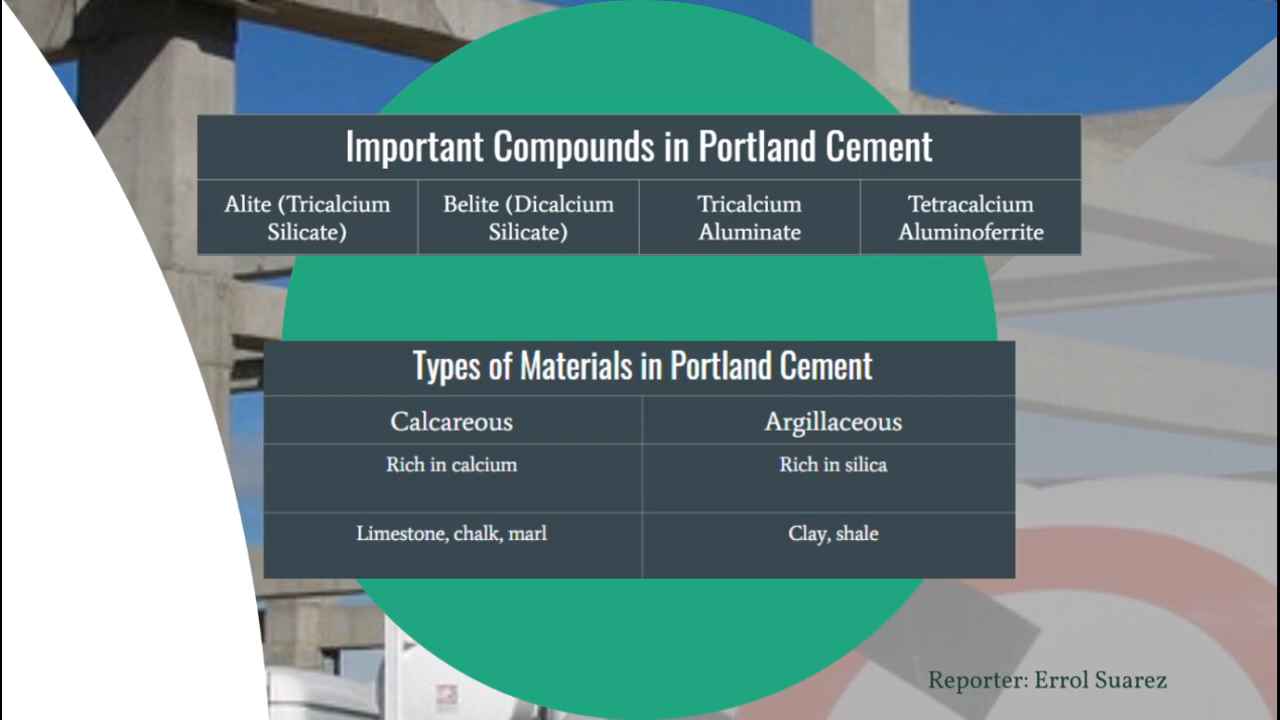 Important Compounds in Portland Cement
Alite (Tricalcium
Silicate)
Belite (Dicalcium
Silicate)
Tricalcium
Aluminate
Tetracalcium
Aluminoferrite
Types of Materials in Portland Cement
Calcareous
Argillaceous
Rich in calcium
Rich in silica
Limestone, chalk, marl
Clay, shale
Reporter: Errol Suarez